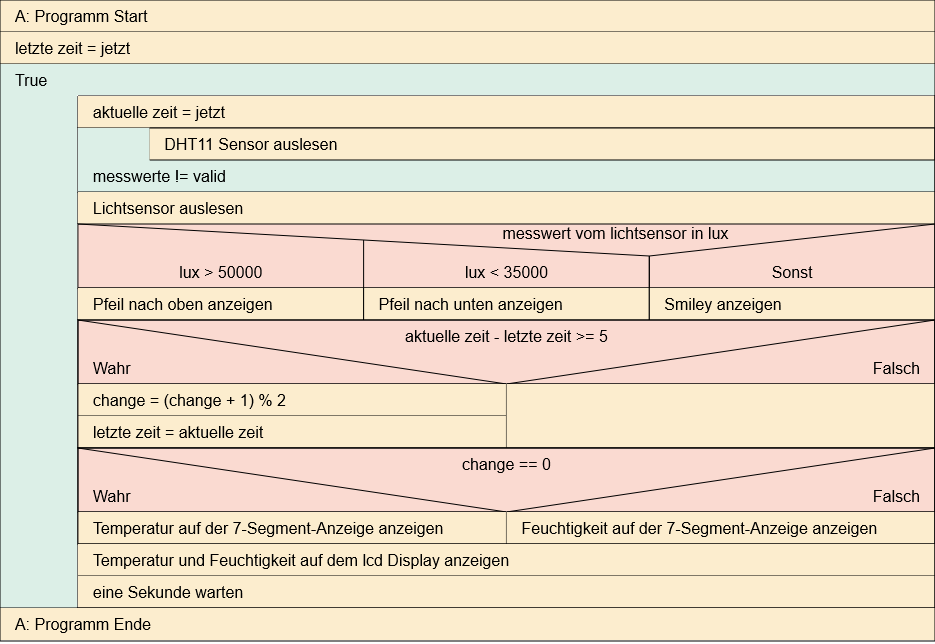 A: Programm Start
letzte zeit = jetzt
True
aktuelle zeit = jetzt
DHT11 Sensor auslesen
messwerte != valid
Lichtsensor auslesen
messwert vom lichtsensor in lux
lux > 50000
lux < 35000
Sonst
Pfeil nach oben anzeigen
Pfeil nach unten anzeigen
Smiley anzeigen
aktuelle zeit - letzte zeit >= 5
Wahr
Falsch
change = (change + 1) % 2
letzte zeit = aktuelle zeit
change == 0
Wahr
Falsch
Temperatur auf der 7-Segment-Anzeige anzeigen
Feuchtigkeit auf der 7-Segment-Anzeige anzeigen
Temperatur und Feuchtigkeit auf dem lcd Display anzeigen
eine Sekunde warten
A: Programm Ende